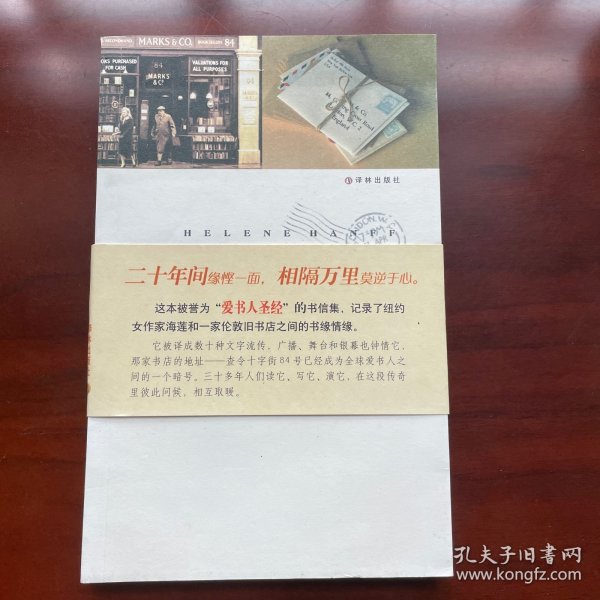 MARKS & CO.
84
84
BOOKS PURCHASED
FOR CASH
84
MARKS
& Co
VALUATIONS FOR
ALL PURPOSES
& Co
England
译林出版社
HELENE HANFF
二十年间缘悭一面，相隔万里莫逆于心。
这本被誉为“爱书人圣经”的书信集，记录了纽约
女作家海莲和一家伦敦旧书店之间的书缘情缘。
它被译成数十种文字流传，广播、舞台和银幕也钟情它，
那家书店的地址——查令十字街84号已经成为全球爱书人之
间的一个暗号。三十多年人们读它、写它、演它，在这段传奇
里彼此问候，相互取暖。
孔夫子旧书网
www.kongfz.com